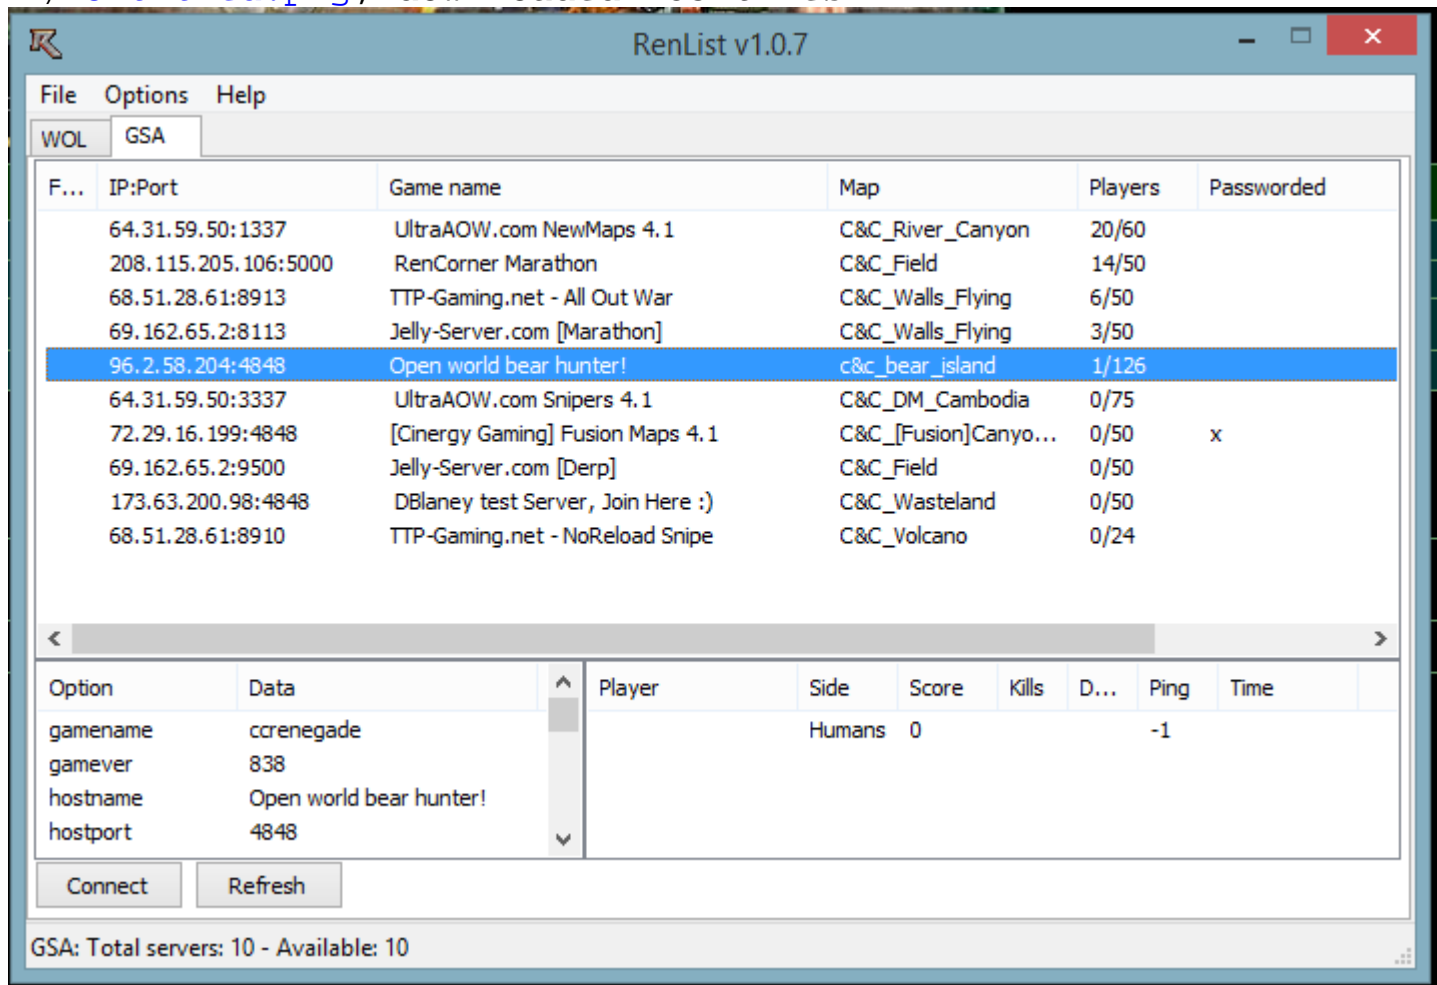 RenList v1.0.7
File Options Help
WOL GSA
F... IP:Port Game name Map Players Passworded
64.31.59.50:1337 UltraAOW.com NewMaps 4.1 C&C_River_Canyon 20/60
208.115.205.106:5000 RenCorner Marathon C&C_Field 14/50
68.51.28.61:8913 TTP-Gaming.net - All Out War C&C_Walls_Flying 6/50
69.162.65.2:8113 Jelly-Server.com [Marathon] C&C_Walls_Flying 3/50
96.2.58.204:4848 Open world bear hunter! c&c_bear_island 1/126
64.31.59.50:3337 UltraAOW.com Snipers 4.1 C&C_DM_Cambodia 0/75
72.29.16.199:4848 [Cinergy Gaming] Fusion Maps 4.1 C&C_[Fusion]Canyo... 0/50 x
69.162.65.2:9500 Jelly-Server.com [Derp] C&C_Field 0/50
173.63.200.98:4848 DBlaney test Server, Join Here :) C&C_Wasteland 0/50
68.51.28.61:8910 TTP-Gaming.net - NoReload Snipe C&C_Volcano 0/24
Option Data Player Side Score Kills D... Ping Time
gamename ccrenegade Humans 0 -1
gamever 838
hostname Open world bear hunter!
hostport 4848
Connect Refresh
GSA: Total servers: 10 - Available: 10